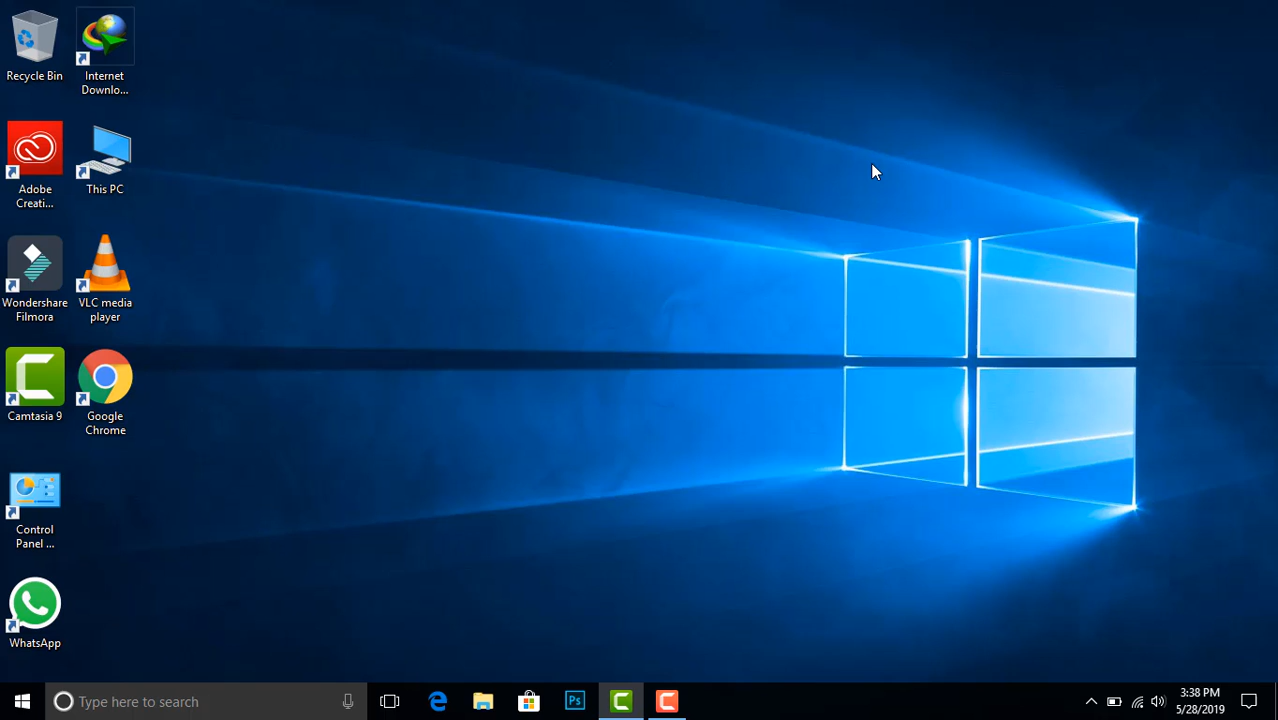 Recycle Bin
Internet
Downlo...
Adobe
Creati...
This PC
Wondershare
Filmora
VLC media
player
Camtasia 9
Google
Chrome
Control
Panel ...
WhatsApp
Type here to search
Ps
3:38 PM
5/28/2019